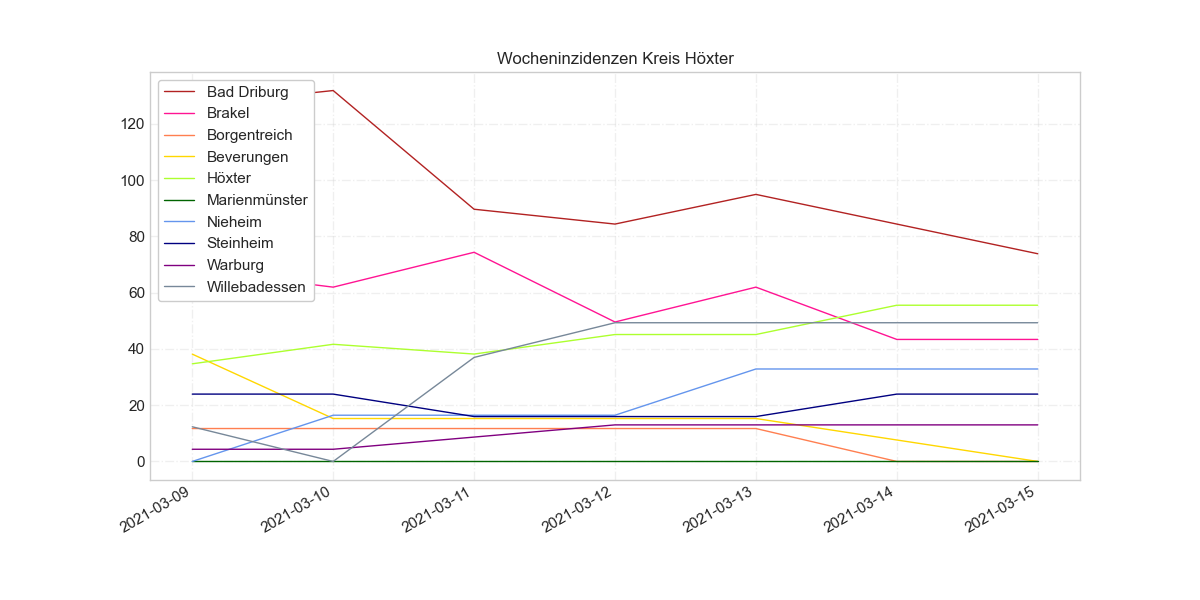 Wocheninzidenzen Kreis Höxter
Bad Driburg
Brakel
Borgentreich
Beverungen
Höxter
Marienmünster
Nieheim
Steinheim
Warburg
Willebadessen
120
100
80
60
40
20
0
2021-03-09
2021-03-10
2021-03-11
2021-03-12
2021-03-13
2021-03-14
2021-03-15